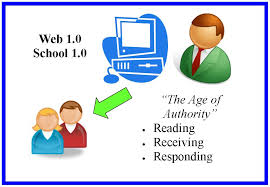 Web 1.0
School 1.0
“The Age of
Authority”
• Reading
• Receiving
• Responding